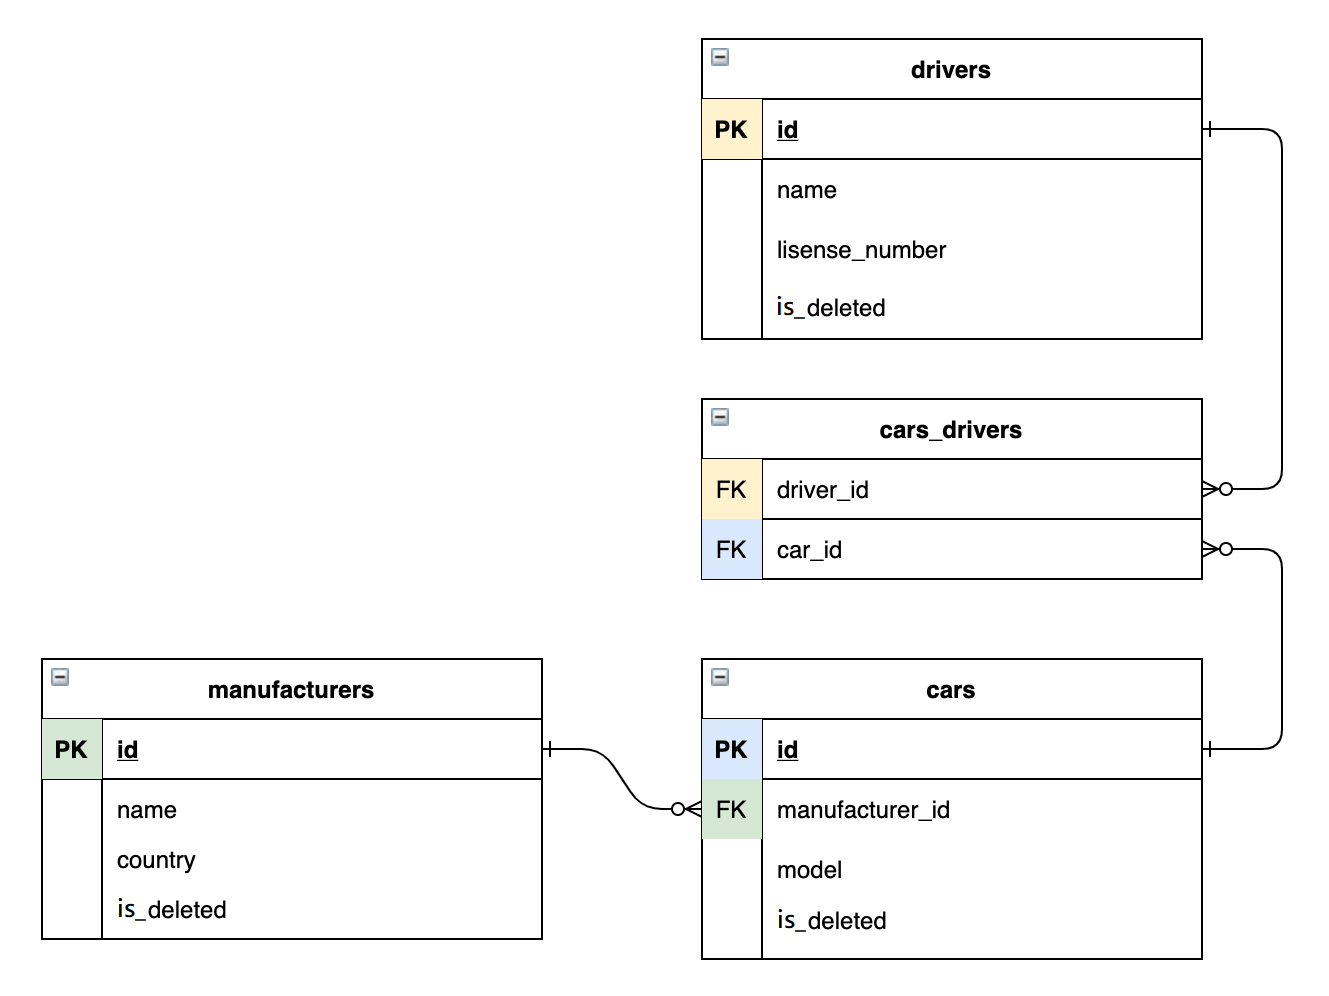 drivers
PK id
name
lisense_number
is_deleted
cars_drivers
FK driver_id
FK car_id
manufacturers
PK id
name
country
is_deleted
cars
PK id
FK manufacturer_id
model
is_deleted